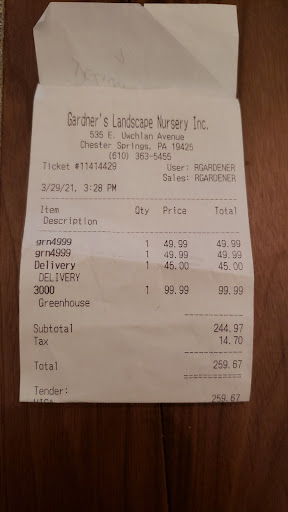 Gardner's Landscape Nursery Inc.
535 E. Uwchlan Avenue
Chester Springs, PA 19425
(610) 363-5455
Ticket #11414429 User: RGARDENER
Sales: RGARDENER
3/29/21, 3:28 PM
Item Qty Price Total
Description
grn4999 1 49.99 49.99
grn4999 1 49.99 49.99
Delivery 1 45.00 45.00
DELIVERY
3000 1 99.99 99.99
Greenhouse
Subtotal 244.97
Tax 14.70
Total 259.67
Tender:
VISA 259.67